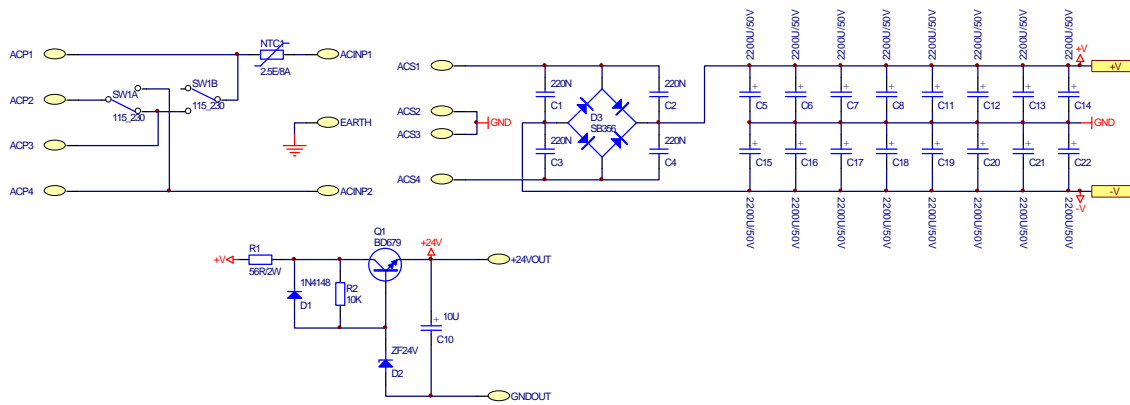 ACP1
NTC1
2.5E/8A
ACINP1
ACP2
SW1A
115_230
SW1B
115_230
EARTH
ACP3
ACP4
ACINP2
ACS1
ACS2
ACS3
GND
ACS4
220N
C1
220N
C2
220N
C3
220N
C4
D3
SB356
2200U/50V
2200U/50V
2200U/50V
2200U/50V
2200U/50V
2200U/50V
2200U/50V
2200U/50V
+V
+V
C5
C6
C7
C8
C11
C12
C13
C14
GND
C15
C16
C17
C18
C19
C20
C21
C22
-V
-V
2200U/50V
2200U/50V
2200U/50V
2200U/50V
2200U/50V
2200U/50V
2200U/50V
2200U/50V
Q1
BD679
+V
R1
56R/2W
+24V
+24VOUT
1N4148
D1
R2
10K
10U
C10
ZF24V
D2
GNDOUT